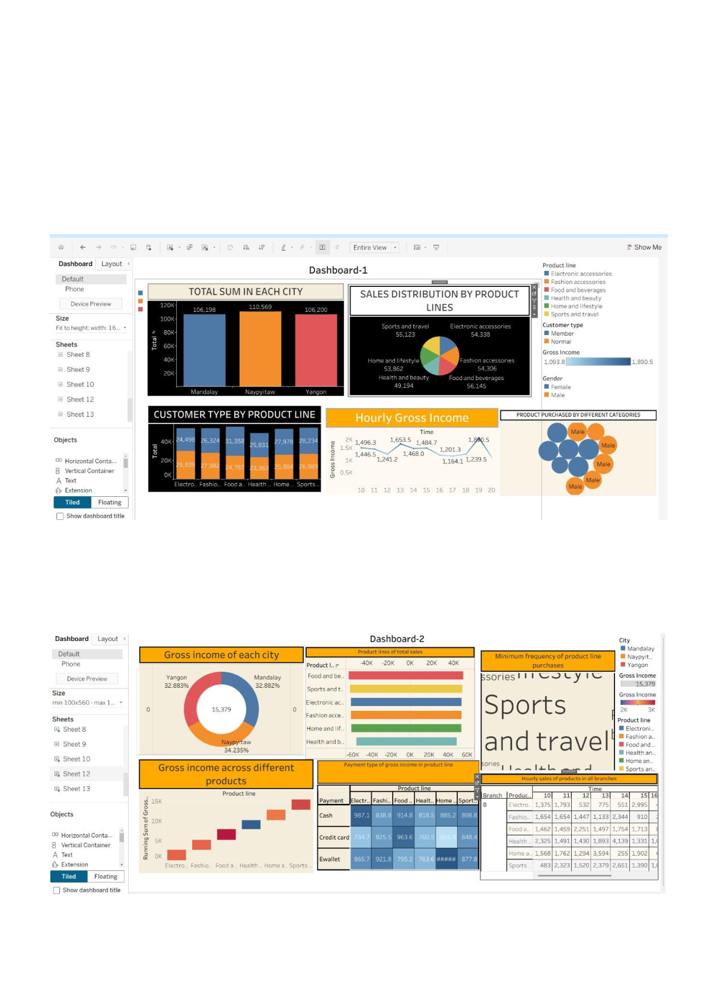 Show Me
Entire View
Dashboard Layout
Default
Phone
Device Preview
Size
Fit to height: width: 16...
Sheets
Sheet 8
Sheet 9
Sheet 10
Sheet 12
Sheet 13
Objects
Horizontal Conta...
Vertical Container
Text
Extension
Tiled Floating
Show dashboard title
Dashboard-1
TOTAL SUM IN EACH CITY
Total
120K
100K
80K
60K
40K
20K
106,198 110,569 106,200
Mandalay Naypyitaw Yangon
SALES DISTRIBUTION BY PRODUCT
LINES
Sports and travel
55,123
Electronic accessories
54,338
Home and lifestyle
53,862
Fashion accessories
54,306
Health and beauty
49,194
Food and beverages
56,145
Product line
Electronic accessories
Fashion accessories
Food and beverages
Health and beauty
Home and lifestyle
Sports and travel
Customer type
Member
Normal
Gross Income
1,093.8 1,890.5
Gender
Female
Male
CUSTOMER TYPE BY PRODUCT LINE
Total
40K
20K
0K
24,498 26,324 31,358 25,831 27,978 28,234
29,839 27,982 24,787 23,363 25,884 26,889
Electro.. Fashio.. Food a.. Health .. Home .. Sports ..
Hourly Gross Income
Time
Gross Income
2K
1.5K
1K
0.5K
1,496.3 1,653.5 1,484.7 1,890.5
1,446.5 1,241.2 1,468.0 1,201.3 1,164.1 1,239.5
10 11 12 13 14 15 16 17 18 19 20
PRODUCT PURCHASED BY DIFFERENT CATEGORIES
Male
Male
Male
Male
Male
Dashboard Layout
Default
Phone
Device Preview
Size
min 100x560 - max 1...
Sheets
Sheet 8
Sheet 9
Sheet 10
Sheet 12
Sheet 13
Objects
Horizontal Conta...
Vertical Container
Text
Extension
Tiled Floating
Show dashboard title
Dashboard-2
Gross income of each city
Yangon
32.883%
Mandalay
32.882%
0 15,379 0
Naypyitaw
34.235%
Product lines of total sales
Product l..
-40K -20K 0K 20K 40K
Food and be..
Sports and t..
Electronic ac..
Fashion acce..
Home and lif..
Health and b..
-60K -40K -20K 0K 20K 40K 60K
Minimum frequency of product line
purchases
ssories
Sports
and travel
sories
City
Mandalay
Naypyit..
Yangon
Gross Income
15,379
Gross Income
2K 3K
Product line
Electroni..
Fashion a..
Food and ..
Health an..
Home an..
Sports an..
Gross income across different
products
Product line
Running Sum of Gross..
15K
10K
5K
0K
Electro.. Fashio.. Food a.. Health .. Home a.. Sports ..
Payment type of gross income in product line
Product line
Payment Electr.. Fashi.. Food .. Healt.. Home .. Sport..
Cash 987.1 838.8 914.8 818.5 885.2 898.8
Credit card 734.7 825.5 963.6 760.5 665.9 848.4
Ewallet 865.7 921.8 795.2 763.6 ##### 877.8
Hourly sales of products in all branches
Time
Branch Produc.. 10 11 12 13 14 15 16
B Electro.. 1,375 1,793 532 775 551 2,995
Fashio.. 1,654 1,654 1,447 1,133 2,344 910
Food a.. 1,462 1,459 2,251 1,497 1,754 1,713
Health .. 2,325 1,491 1,430 1,893 4,139 1,331
Home a.. 1,568 1,762 1,294 3,594 255 1,902
Sports .. 483 2,323 1,520 2,379 2,651 1,390